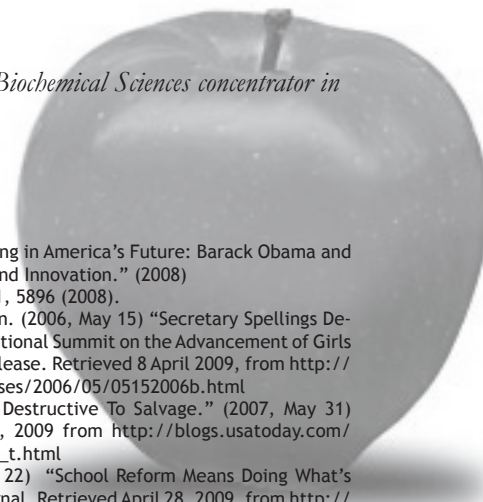 Biochemical Sciences concentrator in
ng in America's Future: Barack Obama and
nd Innovation." (2008)
, 5896 (2008).
n. (2006, May 15) "Secretary Spellings De-
tional Summit on the Advancement of Girls
lease. Retrieved 8 April 2009, from http://
ses/2006/05/05152006b.html
Destructive To Salvage." (2007, May 31)
, 2009 from http://blogs.usatoday.com/
_t.html
22) "School Reform Means Doing What's
nal. Retrieved April 28, 2009, from http://